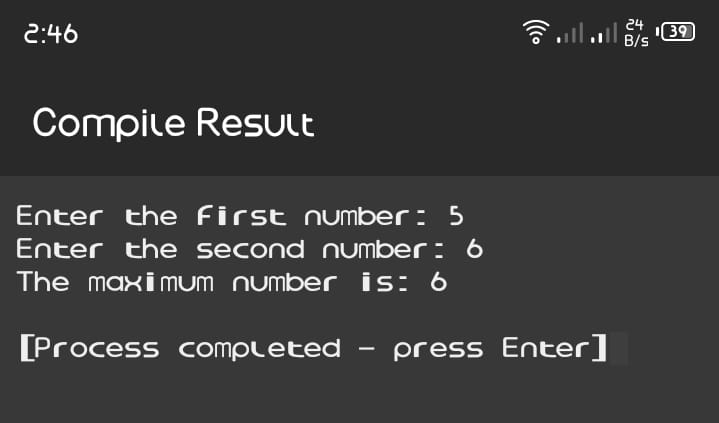 2:46
24
B/s
39
Compile Result
Enter the first number: 5
Enter the second number: 6
The maximum number is: 6
[Process completed - press Enter]